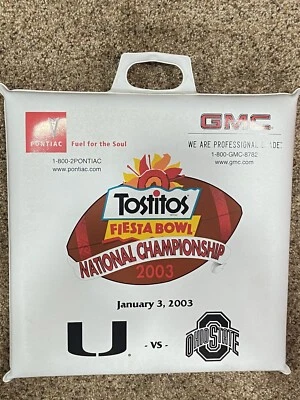 PONTIAC
Fuel for the Soul
1-800-2PONTIAC
www.pontiac.com
GMC
WE ARE PROFESSIONAL GRADE
1-800-GMC-8782
www.gmc.com
Tostitos
FIESTA BOWL
NATIONAL CHAMPIONSHIP
2003
January 3, 2003
U
- VS -
OHIO STATE